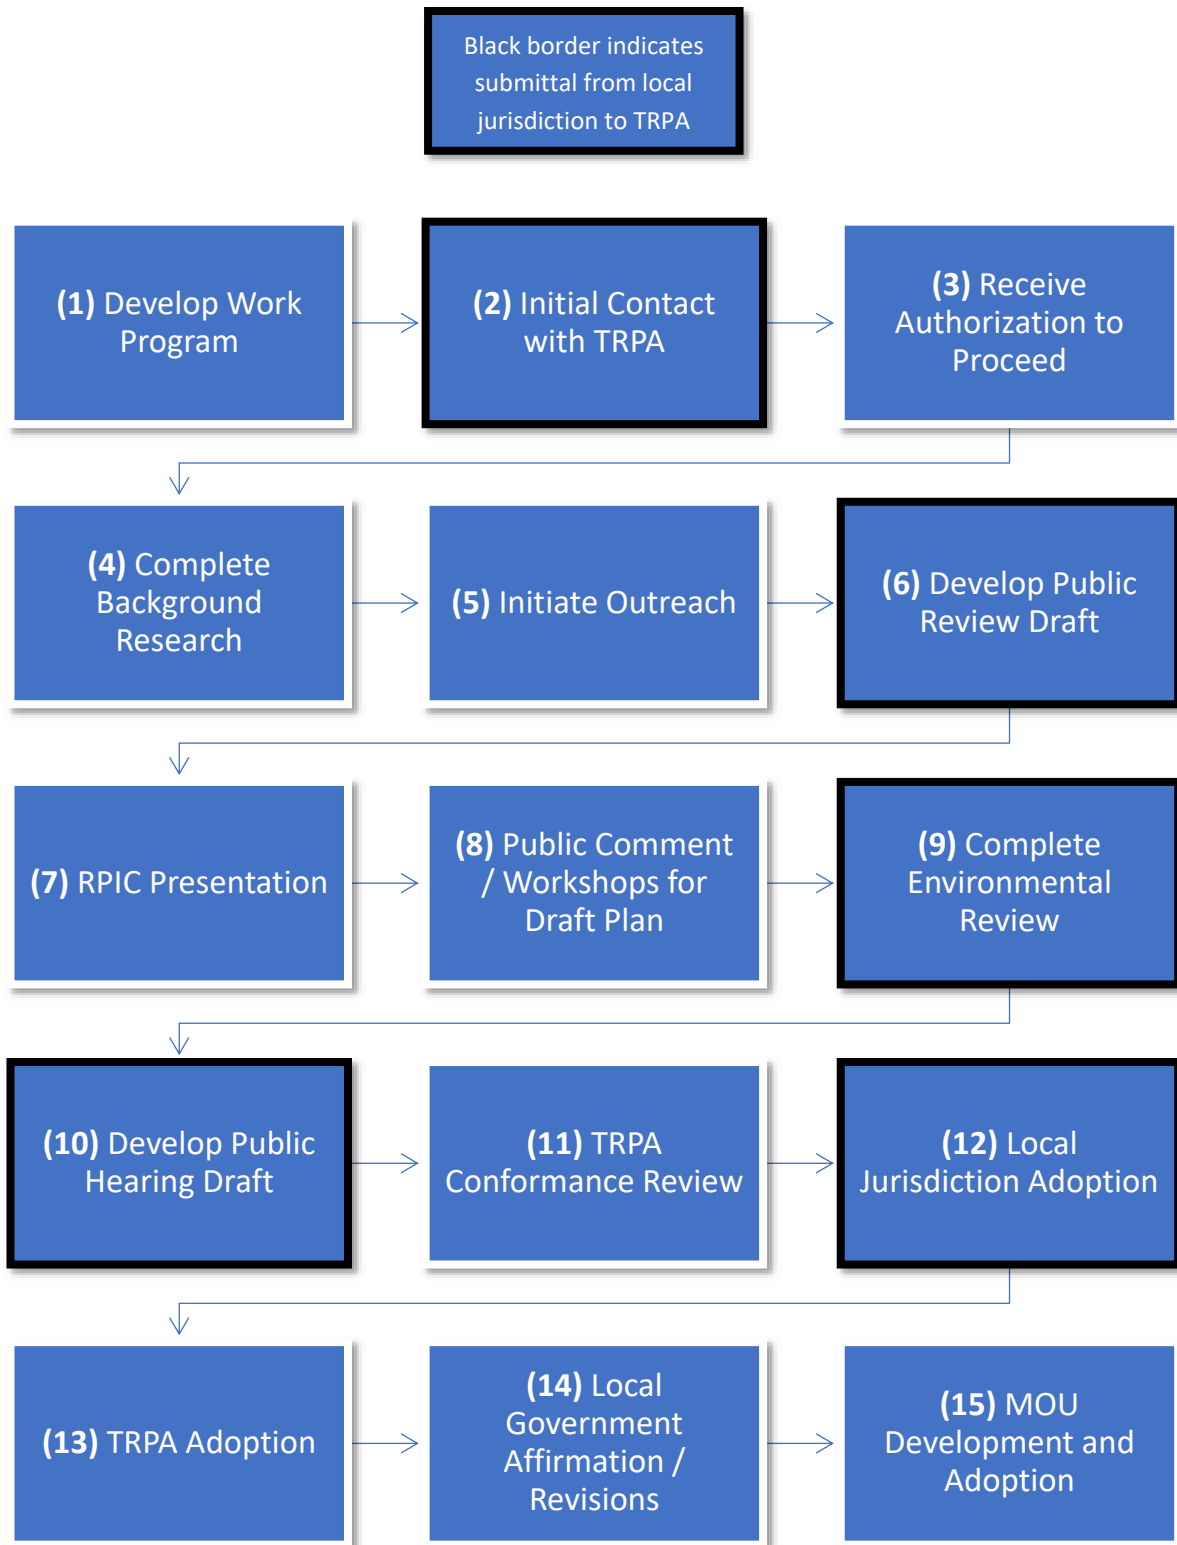 Black border indicates
submittal from local
jurisdiction to TRPA
(1) Develop Work
Program
(2) Initial Contact
with TRPA
(3) Receive
Authorization to
Proceed
(4) Complete
Background
Research
(5) Initiate Outreach
(6) Develop Public
Review Draft
(7) RPIC Presentation
(8) Public Comment
/ Workshops for
Draft Plan
(9) Complete
Environmental
Review
(10) Develop Public
Hearing Draft
(11) TRPA
Conformance Review
(12) Local
Jurisdiction Adoption
(13) TRPA Adoption
(14) Local
Government
Affirmation /
Revisions
(15) MOU
Development and
Adoption